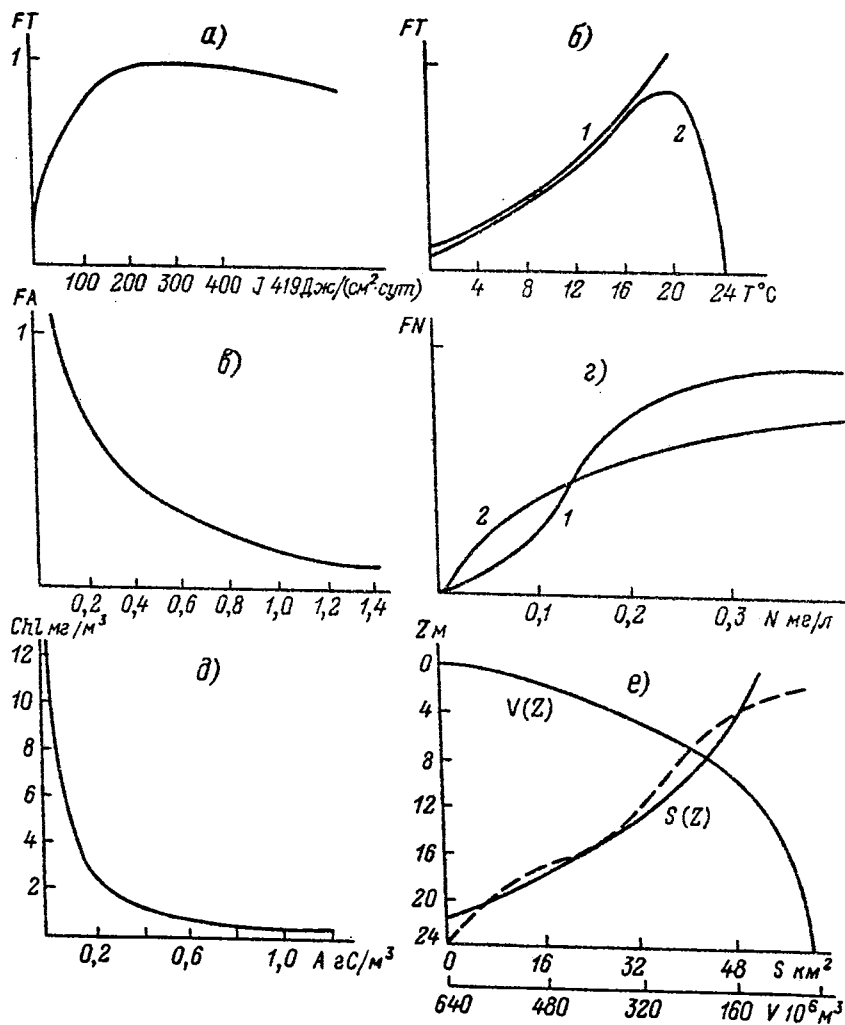 FT
а)
1
100 200 300 400 J 419 Дж/(см²·сут)
FT
б)
1
2
4 8 12 16 20 24 T°C
FA
1
в)
0,2 0,4 0,6 0,8 1,0 1,2 1,4
FN
г)
2
1
0,1 0,2 0,3 N мг/л
Chl мг/м³
12
д)
10
8
6
4
2
0,2 0,6 1,0 A гС/м³
Z м
0
е)
V(Z)
4
8
S(Z)
12
16
20
24
0 16 32 48 S км²
640 480 320 160 V 10⁶ м³